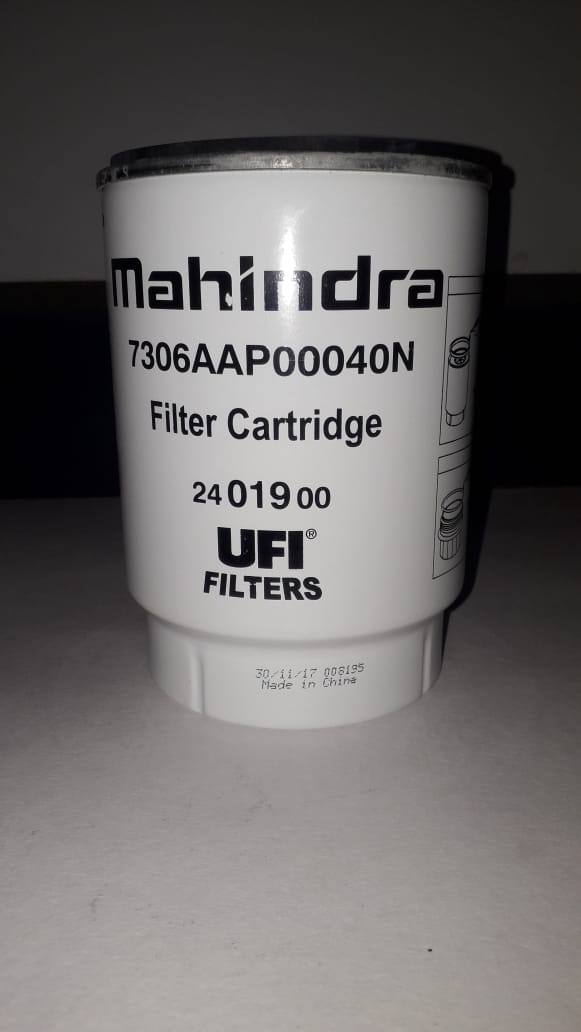 Mahindra
7306AAP00040N
Filter Cartridge
24 019 00
UFI®
FILTERS
30/11/17 008195
Made in China